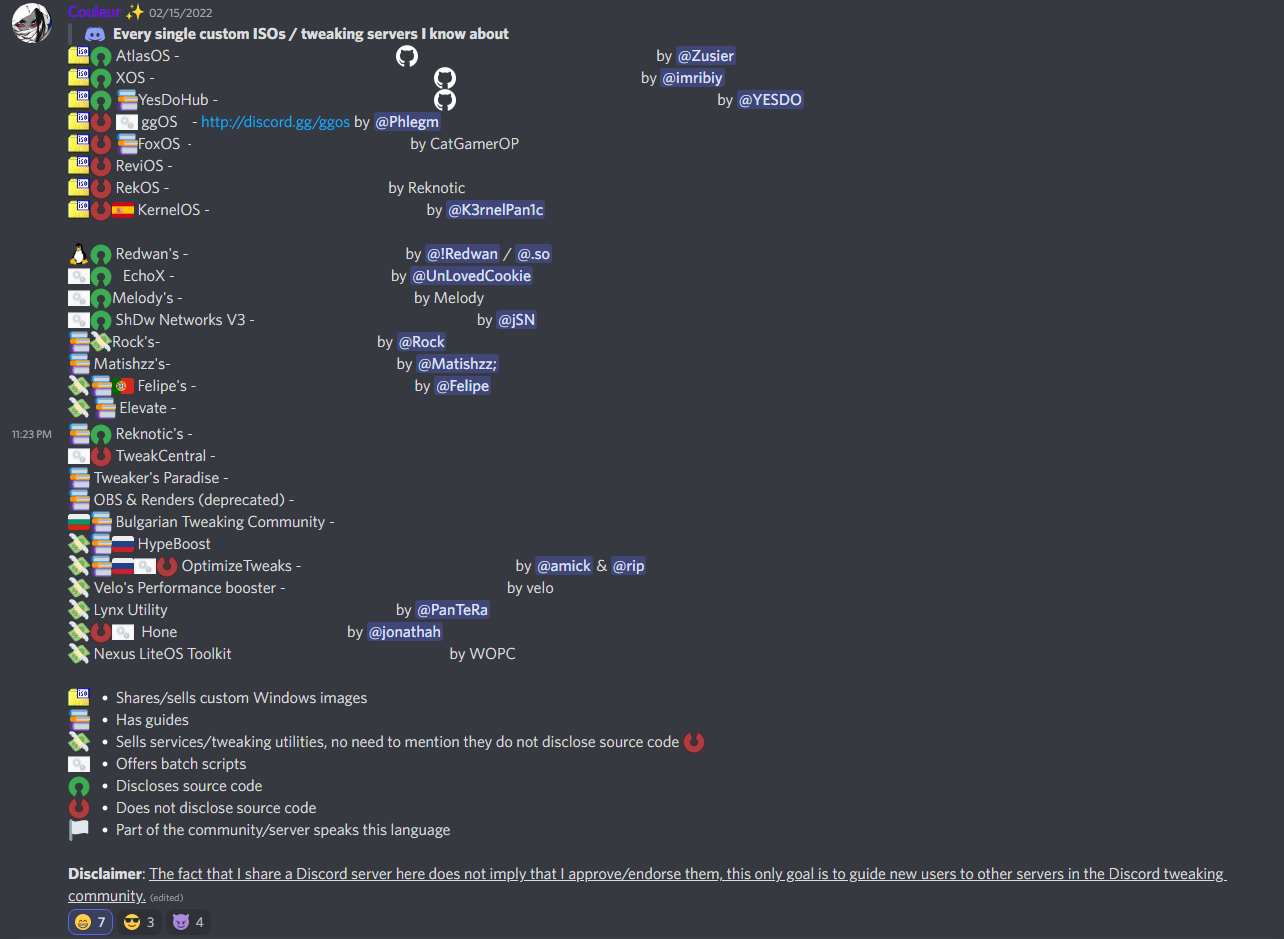 Couleur ✨ 02/15/2022
Every single custom ISOs / tweaking servers I know about
AtlasOS - by @Zusier
XOS - by @imribiy
YesDoHub - by @YESDO
ggOS - http://discord.gg/ggos by @Phlegm
FoxOS - by CatGamerOP
ReviOS -
RekOS - by Reknotic
KernelOS - by @K3rnelPan1c
Redwan's - by @!Redwan / @.so
EchoX - by @UnLovedCookie
Melody's - by Melody
ShDw Networks V3 - by @jSN
Rock's- by @Rock
Matishzz's- by @Matishzz;
Felipe's - by @Felipe
Elevate -
11:23 PM Reknotic's -
TweakCentral -
Tweaker's Paradise -
OBS & Renders (deprecated) -
Bulgarian Tweaking Community -
HypeBoost
OptimizeTweaks - by @amick & @rip
Velo's Performance booster - by velo
Lynx Utility by @PanTeRa
Hone by @jonathah
Nexus LiteOS Toolkit by WOPC
• Shares/sells custom Windows images
• Has guides
• Sells services/tweaking utilities, no need to mention they do not disclose source code
• Offers batch scripts
• Discloses source code
• Does not disclose source code
• Part of the community/server speaks this language
Disclaimer: The fact that I share a Discord server here does not imply that I approve/endorse them, this only goal is to guide new users to other servers in the Discord tweaking
community. (edited)
7 3 4